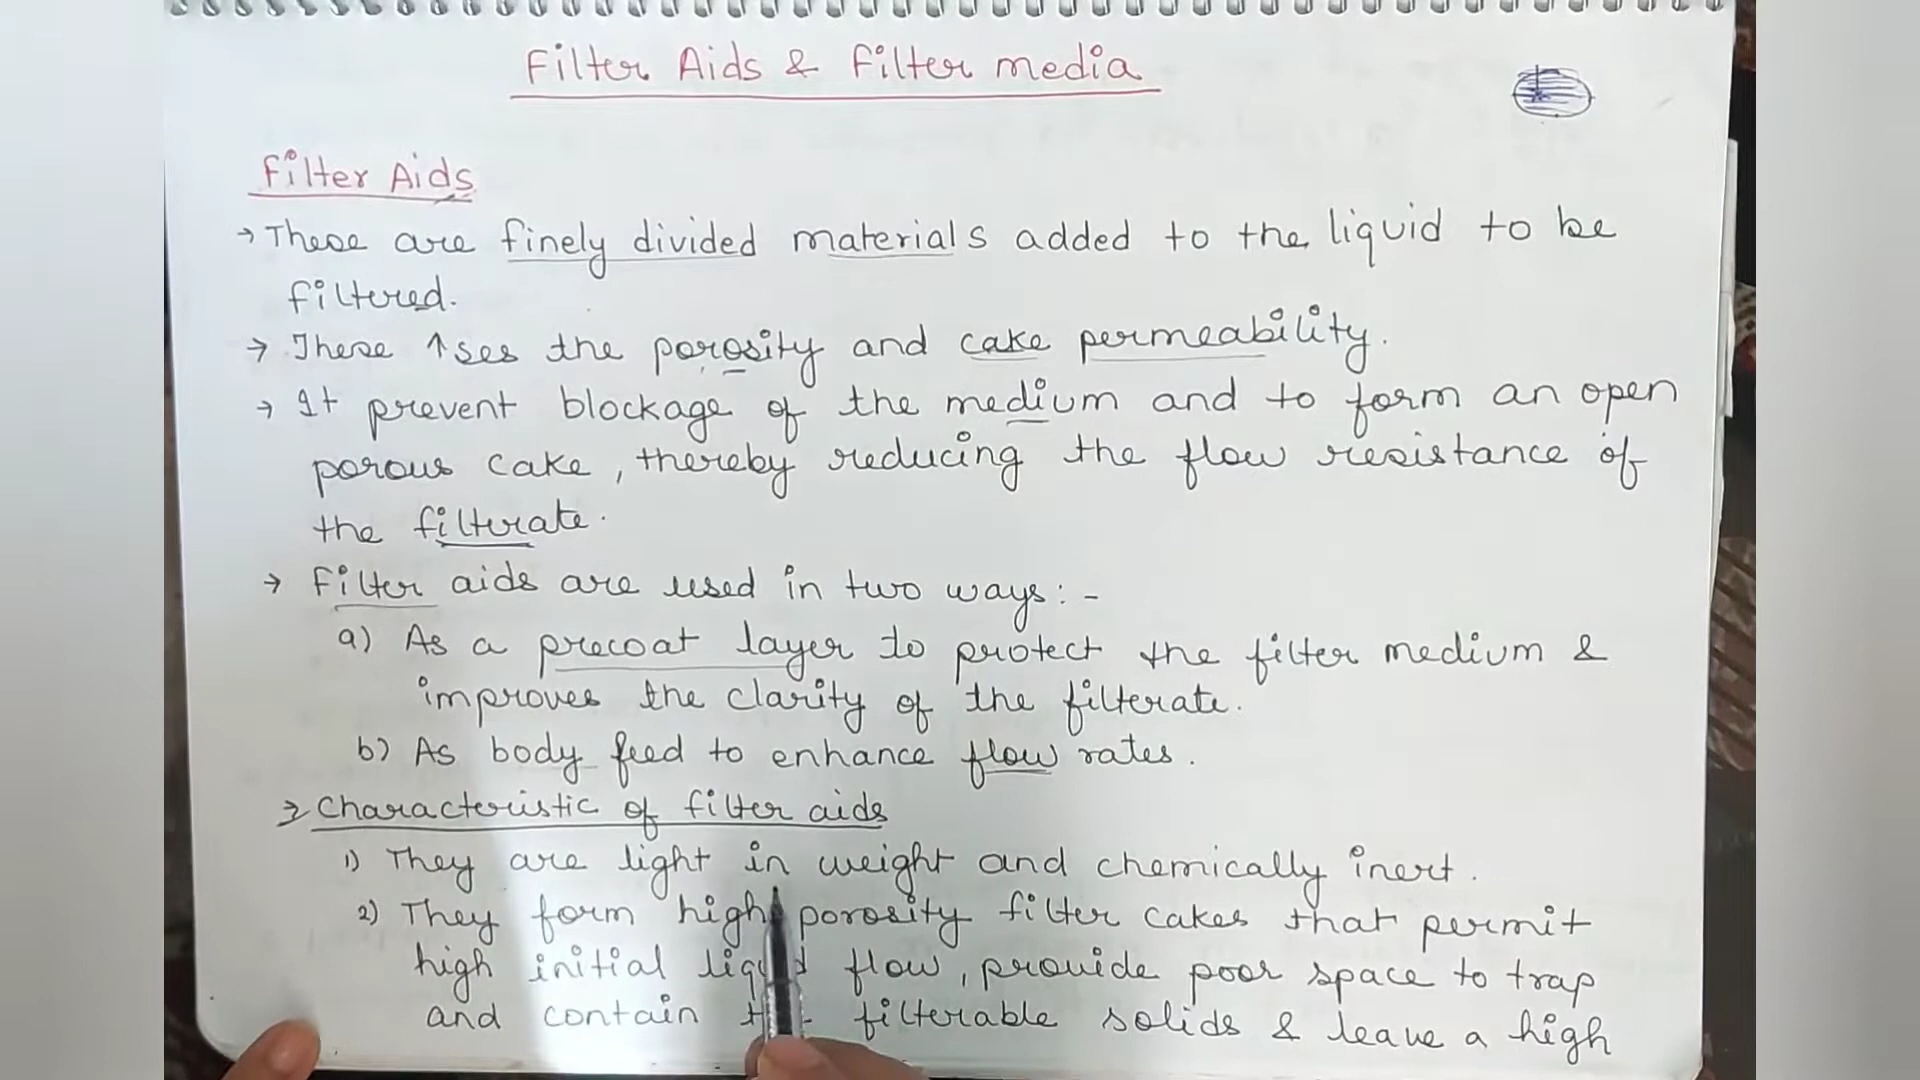 Filter Aids & Filter media
Filter Aids
→ These are finely divided materials added to the liquid to be
filtered.
→ These ↑ses the porosity and cake permeability.
→ It prevent blockage of the medium and to form an open
porous cake, thereby reducing the flow resistance of
the filterate.
→ Filter aids are used in two ways: -
a) As a precoat layer to protect the filter medium &
improves the clarity of the filterate.
b) As body feed to enhance flow rates.
→ Characteristic of filter aids
1) They are light in weight and chemically inert.
2) They form high porosity filter cakes that permit
high initial flow, provide poor space to trap
and contain filterable solids & leave a high